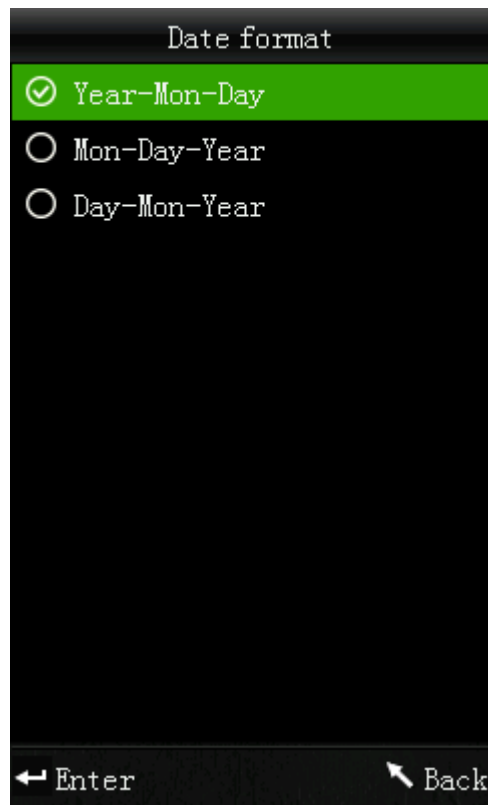 Date format
Year-Mon-Day
Mon-Day-Year
Day-Mon-Year
Enter Back